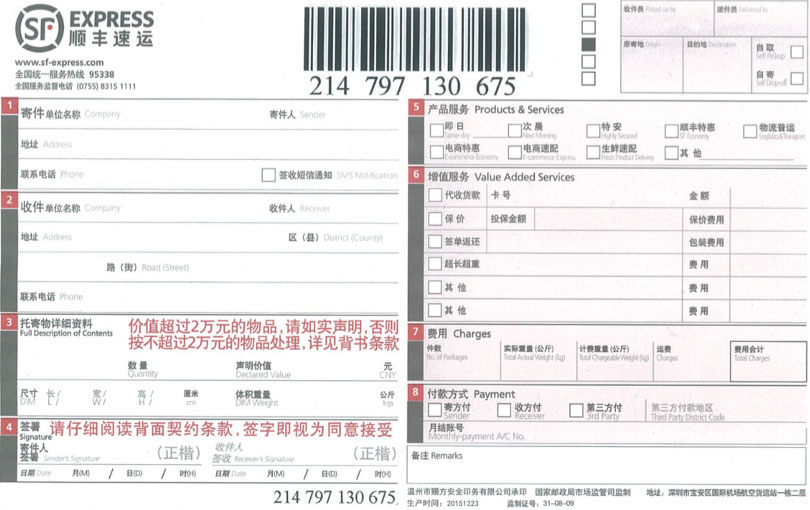 SF EXPRESS
顺丰速运
www.sf-express.com
全国统一服务热线 95338
全国服务监督电话 (0755) 8315 1111
214 797 130 675
收件员 Picked up by 派件员 Delivered by
原寄地 Origin 目的地 Destination 自取 Self Pickup
自寄 Self Drop-off
1 寄件单位名称 Company 寄件人 Sender
地址 Address
联系电话 Phone 签收短信通知 SMS Notification
2 收件单位名称 Company 收件人 Receiver
地址 Address 区（县）District (County)
路（街）Road (Street)
联系电话 Phone
3 托寄物详细资料 Full Description of Contents
价值超过2万元的物品,请如实声明,否则
按不超过2万元的物品处理,详见背书条款
数量 Quantity 声明价值 Declared Value 元 CNY
尺寸 DIM 长/ L/ 宽/ W/ 高/ H/ 厘米 cm 体积重量 DIM Weight 公斤 kgs
4 签署 Signature 请仔细阅读背面契约条款,签字即视为同意接受
寄件人签署 Sender's Signature (正楷) 收件人签收 Receiver's Signature (正楷)
日期 Date 月(M) / 日(D) / 时(H) 日期 Date 月(M) / 日(D) / 时(H)
214 797 130 675
5 产品服务 Products & Services
即日 Same-day 次晨 Next Morning 特安 Highly Secured 顺丰特惠 SF Economy 物流普运 Logistics&Transport
电商特惠 E-commerce Economy 电商速配 E-commerce Express 生鲜速配 Fresh Product Delivery 其他
6 增值服务 Value Added Services
代收货款 卡号 金额
保价 投保金额 保价费用
签单返还 包装费用
超长超重 费用
其他 费用
其他 费用
7 费用 Charges
件数 No. of Packages 实际重量(公斤) Total Actual Weight (kg) 计费重量(公斤) Total Chargeable Weight (kg) 运费 Charges 费用合计 Total Charges
8 付款方式 Payment
寄方付 Sender 收方付 Receiver 第三方付 3rd Party 第三方付款地区 Third Party District Code
月结账号
Monthly-payment A/C No.
备注 Remarks
温州市赐方安全印务有限公司承印 国家邮政局市场监管司监制 地址：深圳市宝安区国际机场航空货运站一栋二层
生产时间：20151223 监制证号：31-08-09